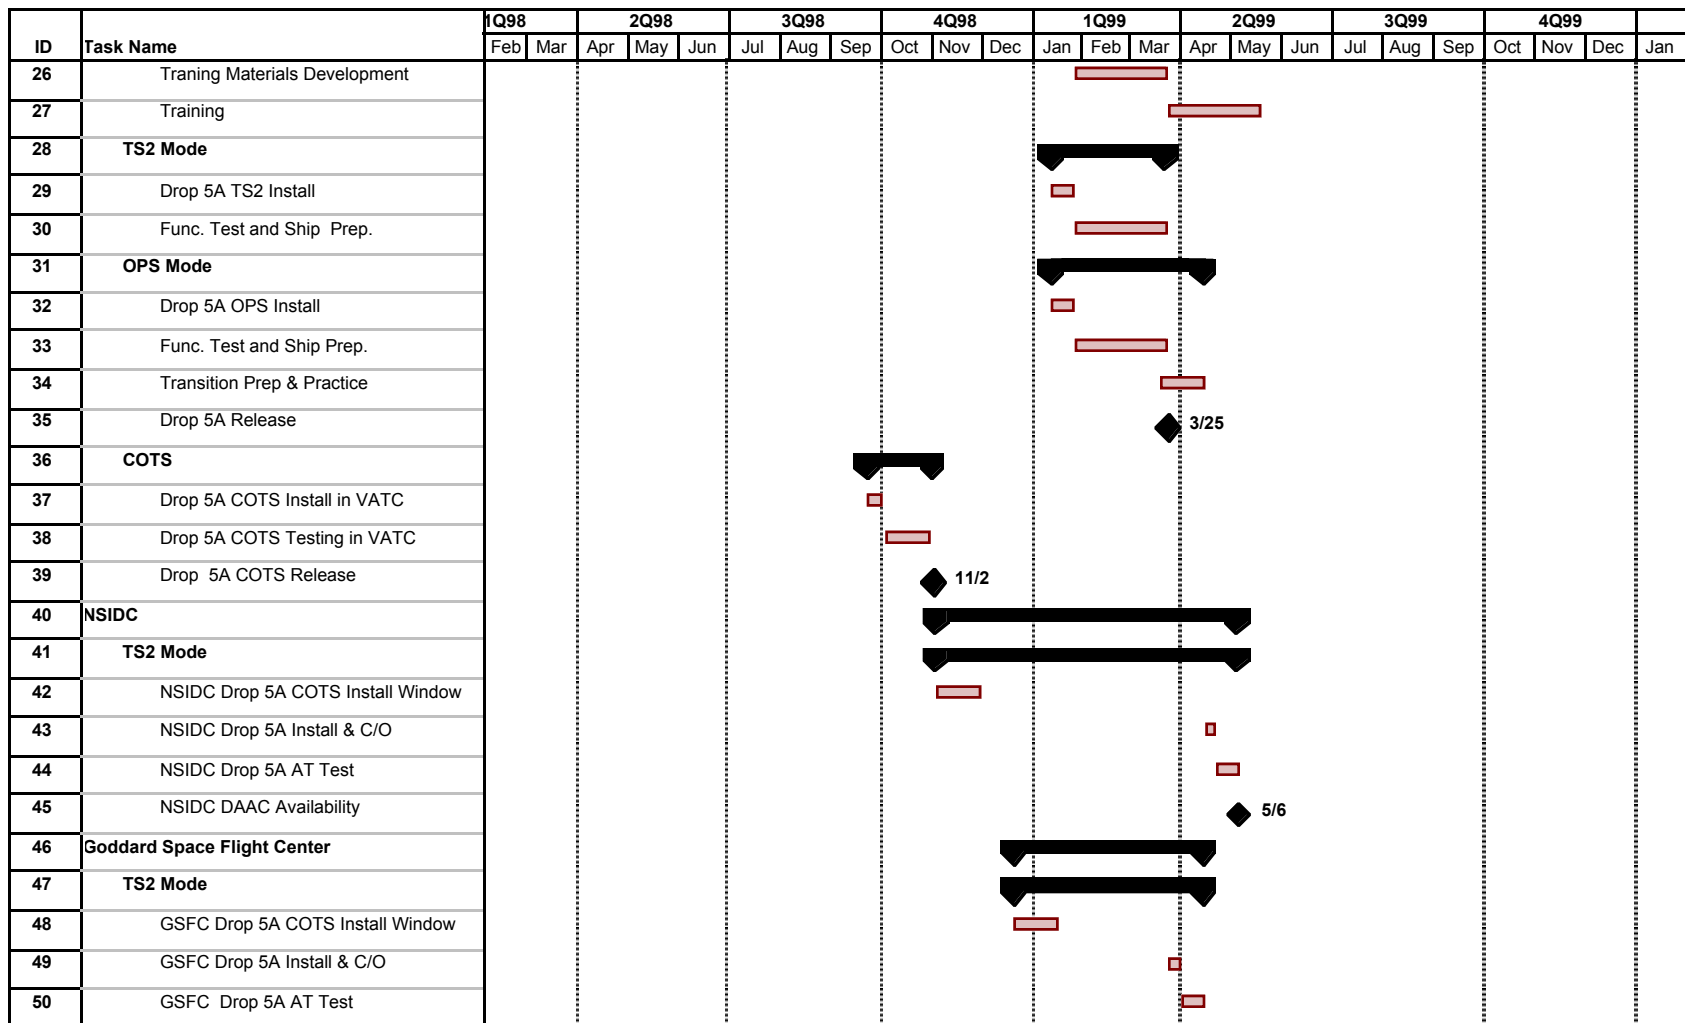 1Q98 2Q98 3Q98 4Q98 1Q99 2Q99 3Q99 4Q99
ID Task Name Feb Mar Apr May Jun Jul Aug Sep Oct Nov Dec Jan Feb Mar Apr May Jun Jul Aug Sep Oct Nov Dec Jan
26 Traning Materials Development
27 Training
28 TS2 Mode
29 Drop 5A TS2 Install
30 Func. Test and Ship Prep.
31 OPS Mode
32 Drop 5A OPS Install
33 Func. Test and Ship Prep.
34 Transition Prep & Practice
35 Drop 5A Release 3/25
36 COTS
37 Drop 5A COTS Install in VATC
38 Drop 5A COTS Testing in VATC
39 Drop 5A COTS Release 11/2
40 NSIDC
41 TS2 Mode
42 NSIDC Drop 5A COTS Install Window
43 NSIDC Drop 5A Install & C/O
44 NSIDC Drop 5A AT Test
45 NSIDC DAAC Availability 5/6
46 Goddard Space Flight Center
47 TS2 Mode
48 GSFC Drop 5A COTS Install Window
49 GSFC Drop 5A Install & C/O
50 GSFC Drop 5A AT Test